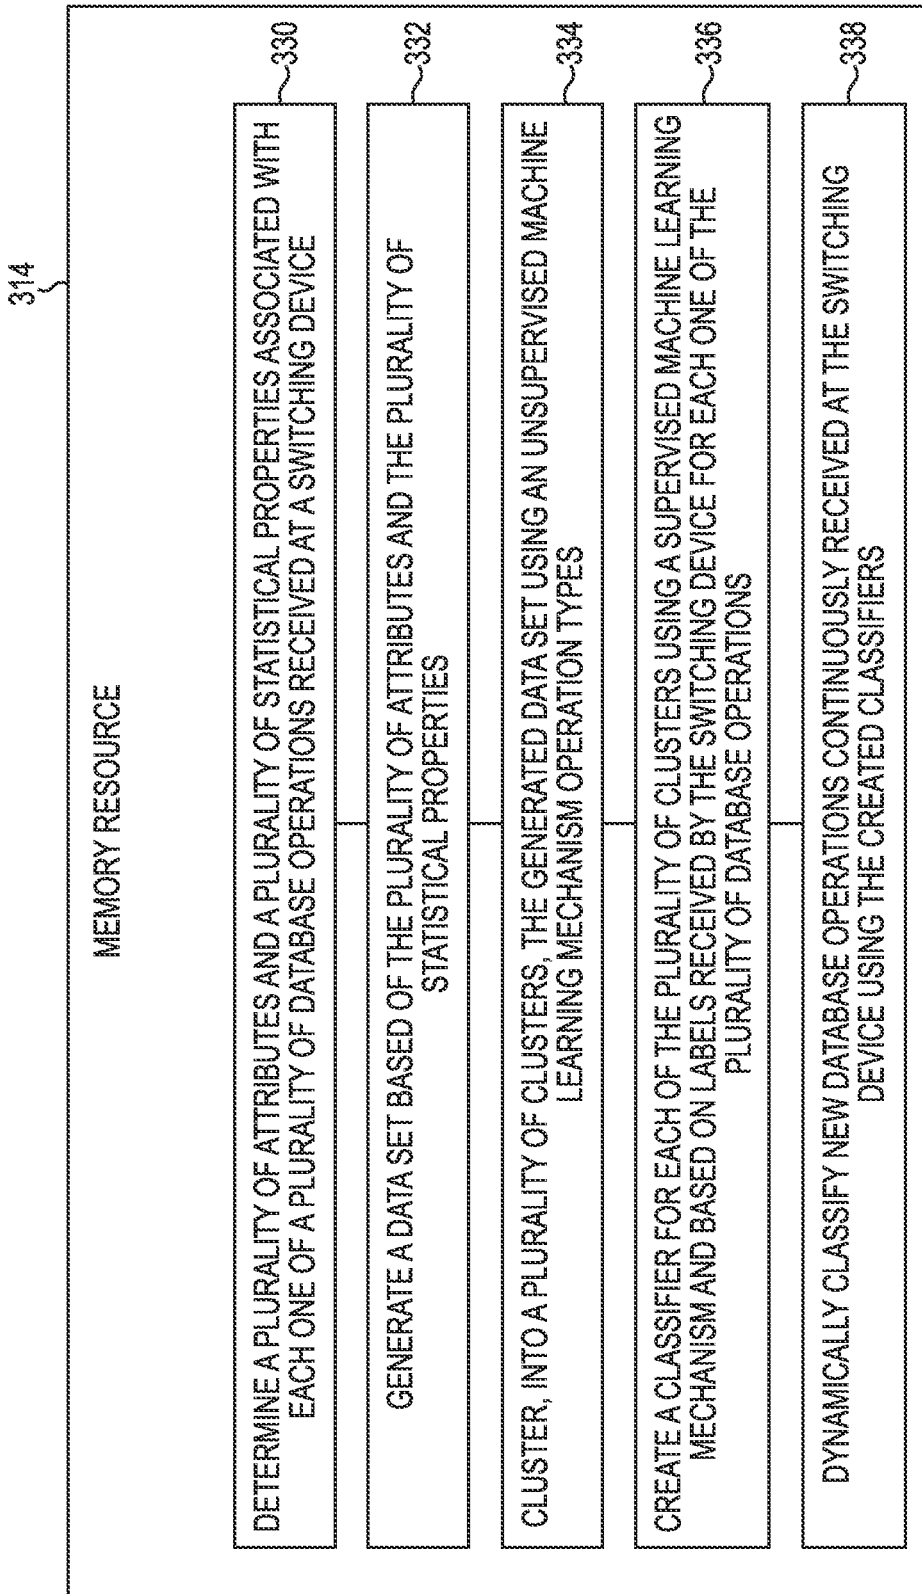 314
MEMORY RESOURCE
DETERMINE A PLURALITY OF ATTRIBUTES AND A PLURALITY OF STATISTICAL PROPERTIES ASSOCIATED WITH
EACH ONE OF A PLURALITY OF DATABASE OPERATIONS RECEIVED AT A SWITCHING DEVICE
330
GENERATE A DATA SET BASED OF THE PLURALITY OF ATTRIBUTES AND THE PLURALITY OF
STATISTICAL PROPERTIES
332
CLUSTER, INTO A PLURALITY OF CLUSTERS, THE GENERATED DATA SET USING AN UNSUPERVISED MACHINE
LEARNING MECHANISM OPERATION TYPES
334
CREATE A CLASSIFIER FOR EACH OF THE PLURALITY OF CLUSTERS USING A SUPERVISED MACHINE LEARNING
MECHANISM AND BASED ON LABELS RECEIVED BY THE SWITCHING DEVICE FOR EACH ONE OF THE
PLURALITY OF DATABASE OPERATIONS
336
DYNAMICALLY CLASSIFY NEW DATABASE OPERATIONS CONTINUOUSLY RECEIVED AT THE SWITCHING
DEVICE USING THE CREATED CLASSIFIERS
338